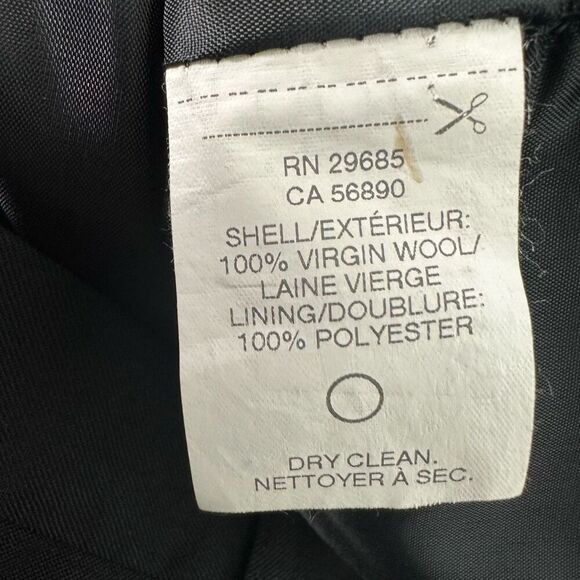 RN 29685
CA 56890
SHELL/EXTÉRIEUR:
100% VIRGIN WOOL/
LAINE VIERGE
LINING/DOUBLURE:
100% POLYESTER
DRY CLEAN.
NETTOYER À SEC.